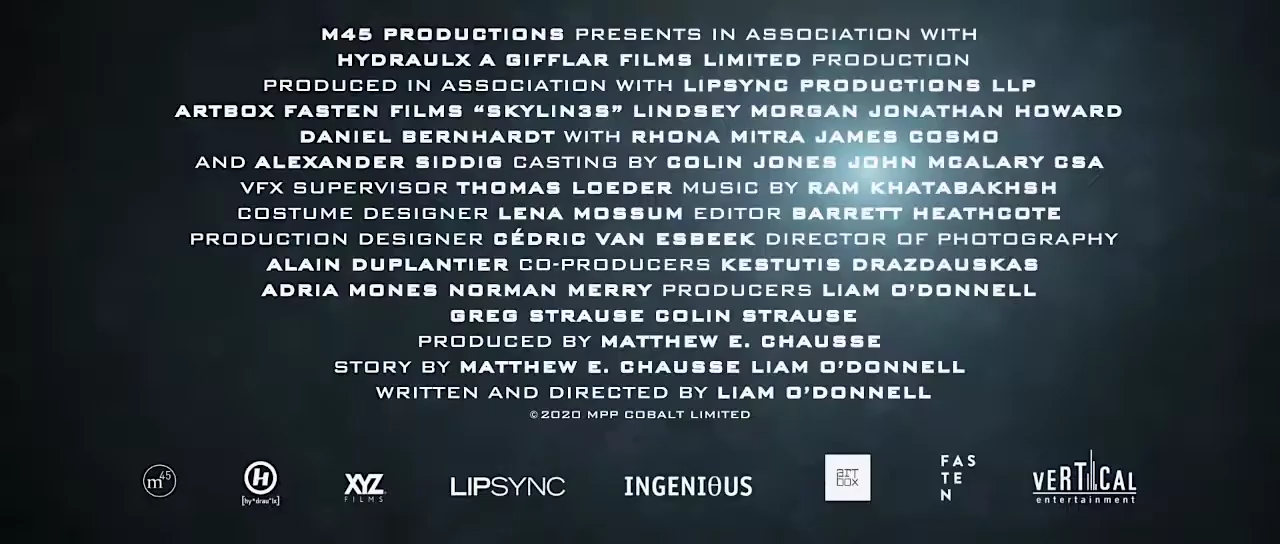 M45 PRODUCTIONS PRESENTS IN ASSOCIATION WITH
HYDRAULX A GIFFLAR FILMS LIMITED PRODUCTION
PRODUCED IN ASSOCIATION WITH LIPSYNC PRODUCTIONS LLP
ARTBOX FASTEN FILMS “SKYLIN3S” LINDSEY MORGAN JONATHAN HOWARD
DANIEL BERNHARDT WITH RHONA MITRA JAMES COSMO
AND ALEXANDER SIDDIG CASTING BY COLIN JONES JOHN MCALARY CSA
VFX SUPERVISOR THOMAS LOEDER MUSIC BY RAM KHATABAKHSH
COSTUME DESIGNER LENA MOSSUM EDITOR BARRETT HEATHCOTE
PRODUCTION DESIGNER CÉDRIC VAN ESBEEK DIRECTOR OF PHOTOGRAPHY
ALAIN DUPLANTIER CO-PRODUCERS KESTUTIS DRAZDAUSKAS
ADRIA MONES NORMAN MERRY PRODUCERS LIAM O’DONNELL
GREG STRAUSE COLIN STRAUSE
PRODUCED BY MATTHEW E. CHAUSSE
STORY BY MATTHEW E. CHAUSSE LIAM O’DONNELL
WRITTEN AND DIRECTED BY LIAM O’DONNELL
©2020 MPP COBALT LIMITED
m45
H
[hy*drau*lx]
XYZ
FILMS
LIPSYNC
INGENIOUS
art
box
FAS
TE
N
VERTICAL
entertainment